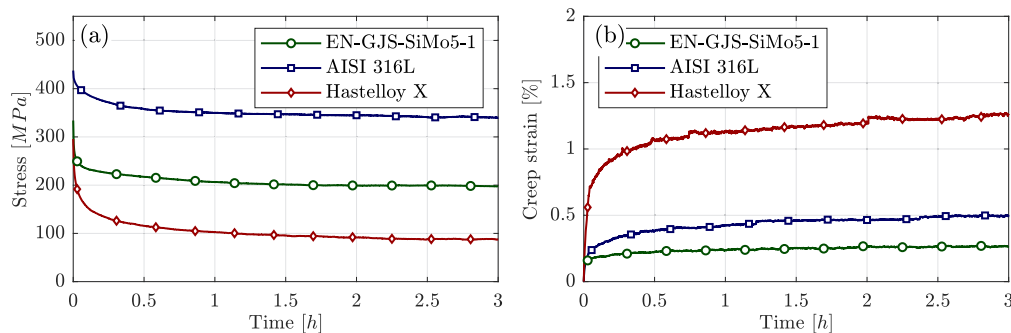 (a)
EN-GJS-SiMo5-1
AISI 316L
Hastelloy X
Stress [MPa]
500
400
300
200
100
0
0
0.5
1
1.5
2
2.5
3
Time [h]
(b)
EN-GJS-SiMo5-1
AISI 316L
Hastelloy X
Creep strain [%]
2
1.5
1
0.5
0
0
0.5
1
1.5
2
2.5
3
Time [h]